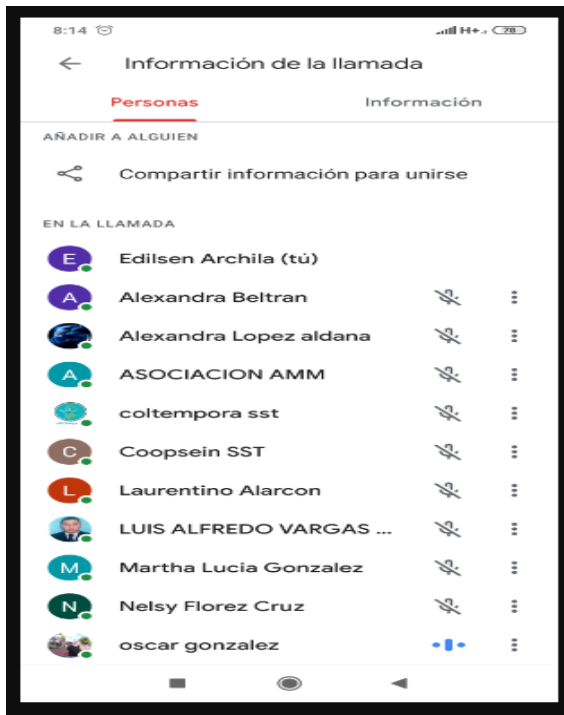 8:14 H+ 78
Información de la llamada
Personas Información
AÑADIR A ALGUIEN
Compartir información para unirse
EN LA LLAMADA
E Edilsen Archila (tú)
A Alexandra Beltran
Alexandra Lopez aldana
A ASOCIACION AMM
coltempora sst
C Coopsein SST
L Laurentino Alarcon
LUIS ALFREDO VARGAS ...
M Martha Lucia Gonzalez
N Nelsy Florez Cruz
oscar gonzalez